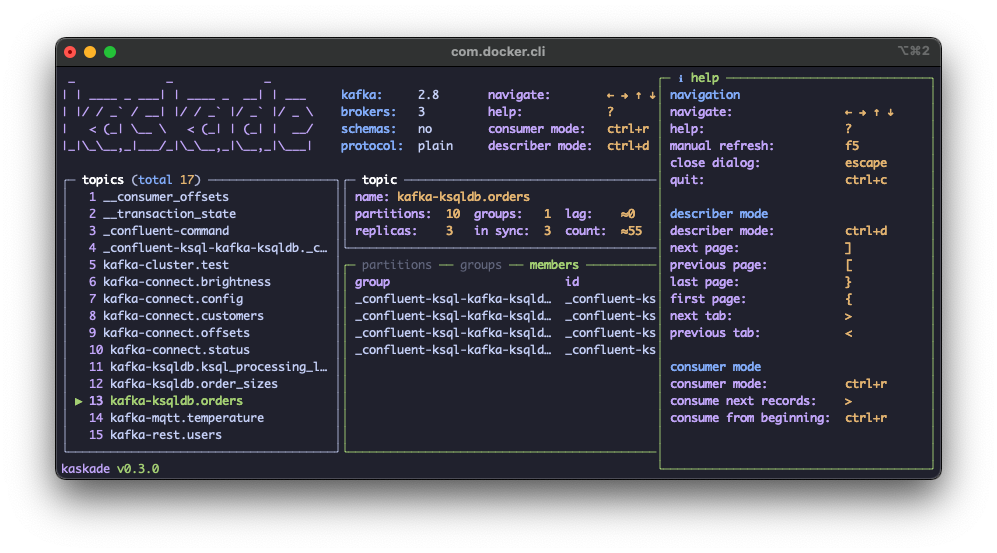 com.docker.cli
⌥⌘2
kafka: 2.8
brokers: 3
schemas: no
protocol: plain
navigate: ← → ↑ ↓
help: ?
consumer mode: ctrl+r
describer mode: ctrl+d
topics (total 17)
1 __consumer_offsets
2 __transaction_state
3 _confluent-command
4 _confluent-ksql-kafka-ksqldb._c…
5 kafka-cluster.test
6 kafka-connect.brightness
7 kafka-connect.config
8 kafka-connect.customers
9 kafka-connect.offsets
10 kafka-connect.status
11 kafka-ksqldb.ksql_processing_l…
12 kafka-ksqldb.order_sizes
▶ 13 kafka-ksqldb.orders
14 kafka-mqtt.temperature
15 kafka-rest.users
topic
name: kafka-ksqldb.orders
partitions: 10 groups: 1 lag: ≈0
replicas: 3 in sync: 3 count: ≈55
partitions — groups — members
group id
_confluent-ksql-kafka-ksqld… _confluent-ks
_confluent-ksql-kafka-ksqld… _confluent-ks
_confluent-ksql-kafka-ksqld… _confluent-ks
_confluent-ksql-kafka-ksqld… _confluent-ks
ℹ help
navigation
navigate: ← → ↑ ↓
help: ?
manual refresh: f5
close dialog: escape
quit: ctrl+c
describer mode
describer mode: ctrl+d
next page: ]
previous page: [
last page: }
first page: {
next tab: >
previous tab: <
consumer mode
consumer mode: ctrl+r
consume next records: >
consume from beginning: ctrl+r
kaskade v0.3.0